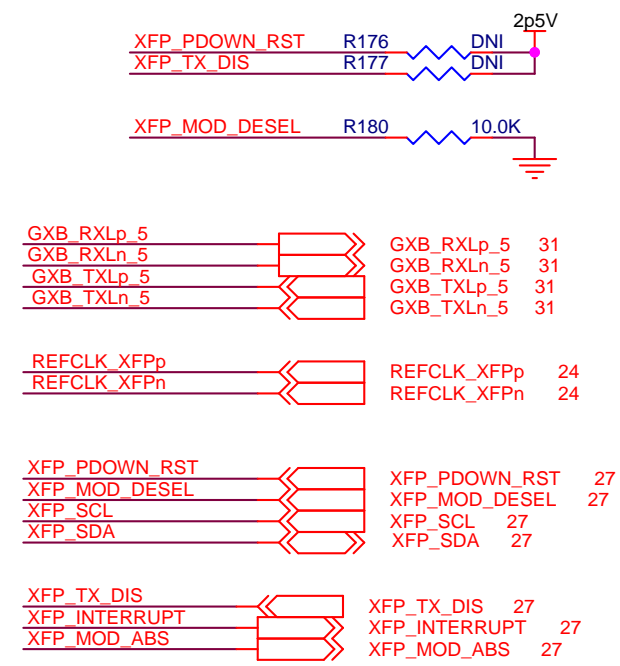 2p5V
XFP_PDOWN_RST R176 DNI
XFP_TX_DIS R177 DNI
XFP_MOD_DESEL R180 10.0K
GXB_RXLp_5 GXB_RXLp_5 31
GXB_RXLn_5 GXB_RXLn_5 31
GXB_TXLp_5 GXB_TXLp_5 31
GXB_TXLn_5 GXB_TXLn_5 31
REFCLK_XFPp REFCLK_XFPp 24
REFCLK_XFPn REFCLK_XFPn 24
XFP_PDOWN_RST XFP_PDOWN_RST 27
XFP_MOD_DESEL XFP_MOD_DESEL 27
XFP_SCL XFP_SCL 27
XFP_SDA XFP_SDA 27
XFP_TX_DIS XFP_TX_DIS 27
XFP_INTERRUPT XFP_INTERRUPT 27
XFP_MOD_ABS XFP_MOD_ABS 27